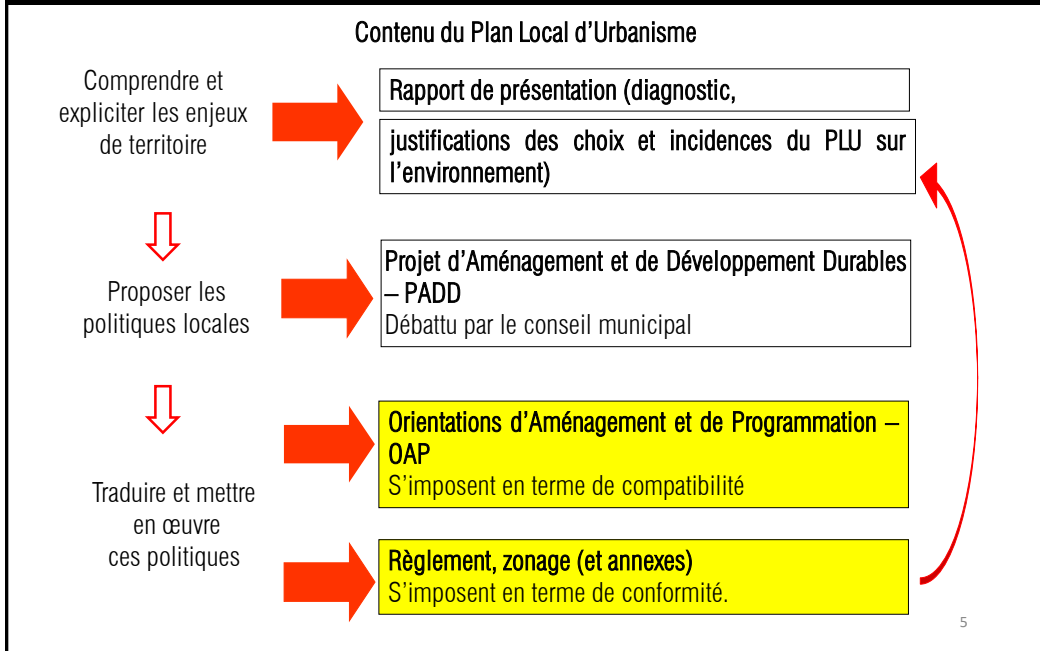 Contenu du Plan Local d’Urbanisme
Comprendre et
expliciter les enjeux
de territoire
Rapport de présentation (diagnostic,
justifications des choix et incidences du PLU sur
l’environnement)
Proposer les
politiques locales
Projet d’Aménagement et de Développement Durables
– PADD
Débattu par le conseil municipal
Traduire et mettre
en œuvre
ces politiques
Orientations d’Aménagement et de Programmation –
OAP
S’imposent en terme de compatibilité
Règlement, zonage (et annexes)
S’imposent en terme de conformité.
5